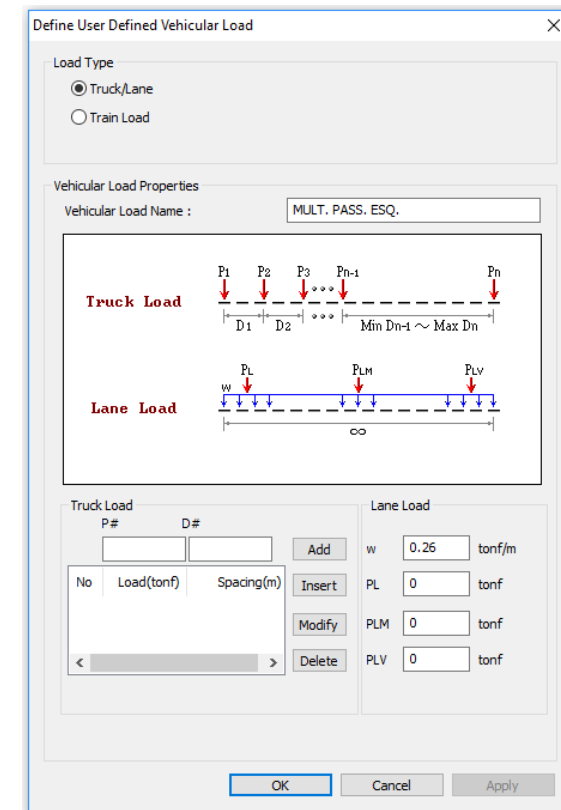 Define User Defined Vehicular Load
Load Type
Truck/Lane
Train Load
Vehicular Load Properties
Vehicular Load Name : MULT. PASS. ESQ.
P1 P2 P3 Pn-1 Pn
Truck Load
D1 D2 Min Dn-1 ~ Max Dn
PL PLM PLV
w
Lane Load
∞
Truck Load Lane Load
P# D#
Add w 0.26 tonf/m
No Load(tonf) Spacing(m) Insert PL 0 tonf
Modify PLM 0 tonf
Delete PLV 0 tonf
OK Cancel Apply